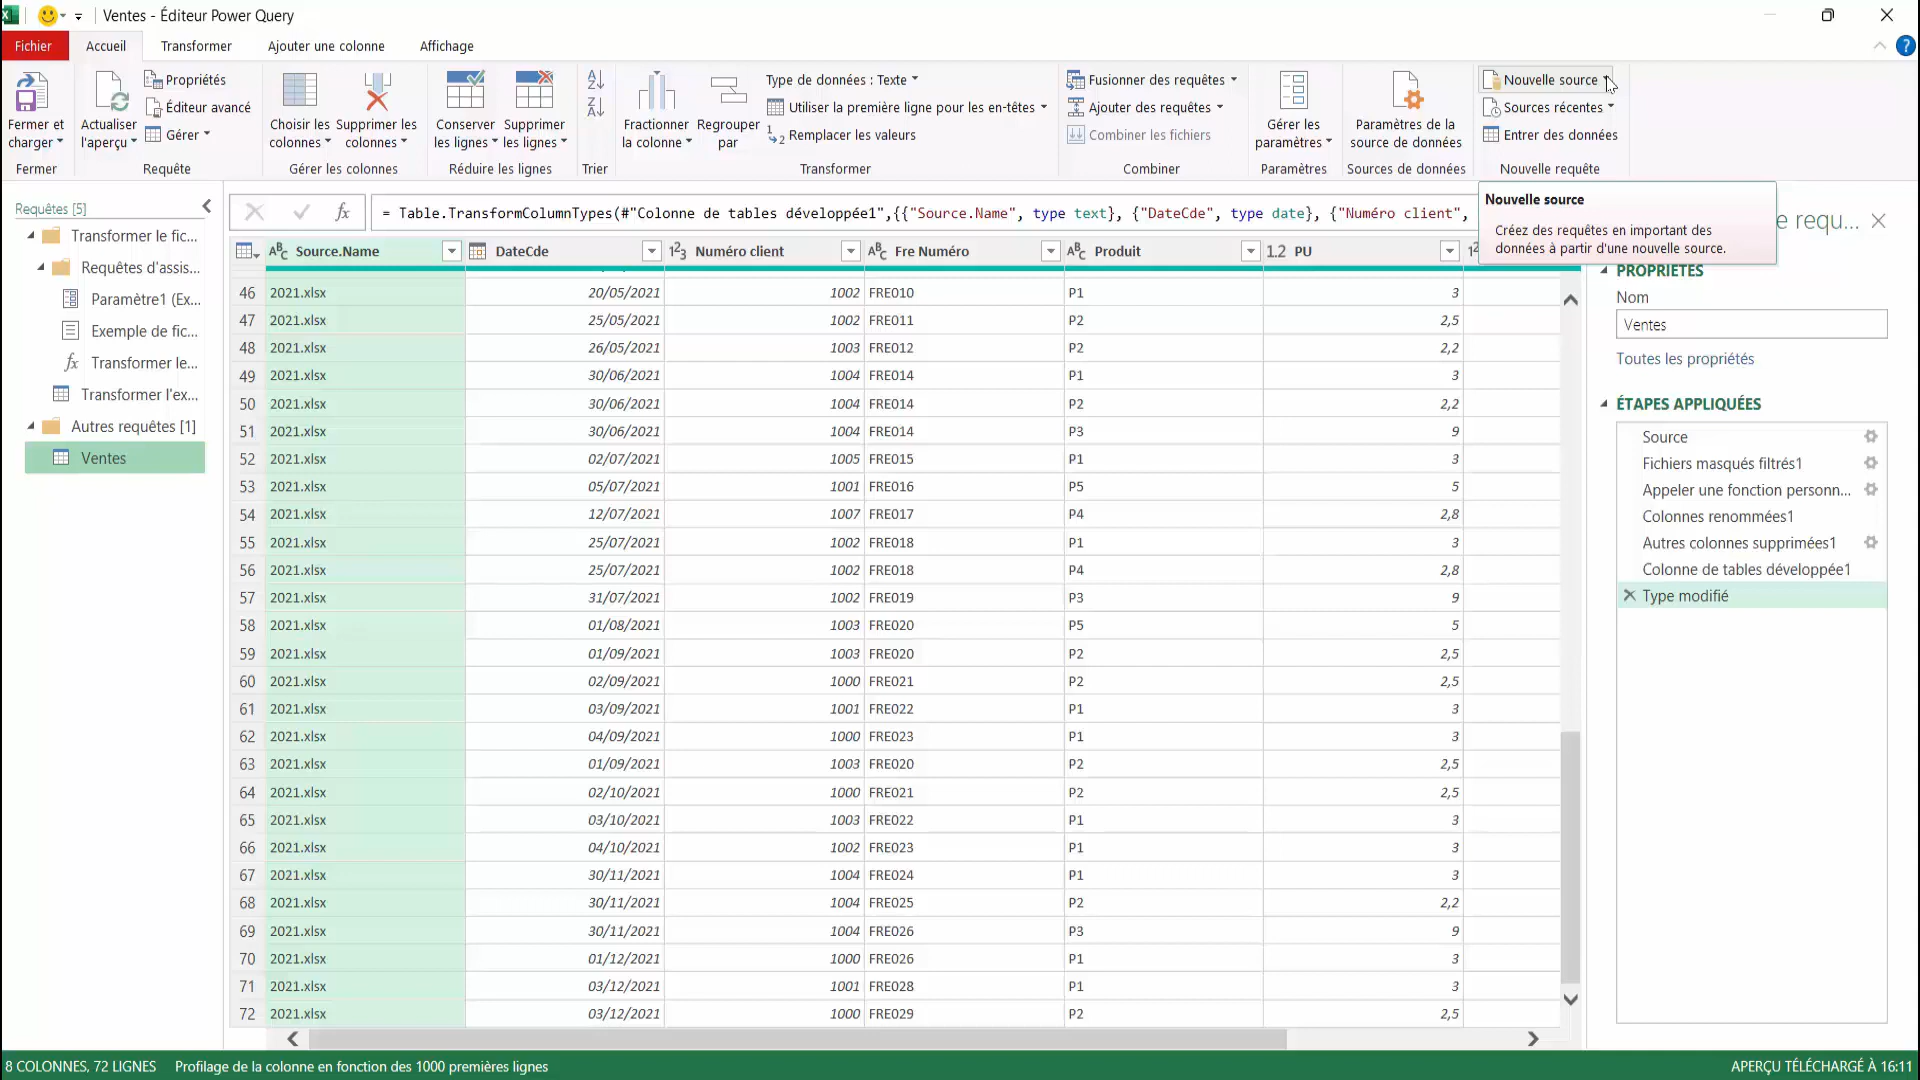 Ventes - Éditeur Power Query
Fichier
Accueil
Transformer
Ajouter une colonne
Affichage
Fermer et
charger
Fermer
Actualiser
l'aperçu
Propriétés
Éditeur avancé
Gérer
Requête
Choisir les
colonnes
Supprimer les
colonnes
Gérer les colonnes
Conserver
les lignes
Supprimer
les lignes
Réduire les lignes
Trier
Fractionner
la colonne
Regrouper
par
Type de données : Texte
Utiliser la première ligne pour les en-têtes
Remplacer les valeurs
Transformer
Fusionner des requêtes
Ajouter des requêtes
Combiner les fichiers
Combiner
Gérer les
paramètres
Paramètres
Paramètres de la
source de données
Sources de données
Nouvelle source
Sources récentes
Entrer des données
Nouvelle requête
Nouvelle source
Créez des requêtes en important des
données à partir d'une nouvelle source.
Requêtes [5]
Transformer le fic...
Requêtes d'assis...
Paramètre1 (Ex...
Exemple de fic...
Transformer le...
Transformer l'ex...
Autres requêtes [1]
Ventes
fx = Table.TransformColumnTypes(#"Colonne de tables développée1",{{"Source.Name", type text}, {"DateCde", type date}, {"Numéro client",
Source.Name DateCde Numéro client Fre Numéro Produit 1.2 PU
46 2021.xlsx 20/05/2021 1002 FRE010 P1 3
47 2021.xlsx 25/05/2021 1002 FRE011 P2 2,5
48 2021.xlsx 26/05/2021 1003 FRE012 P2 2,2
49 2021.xlsx 30/06/2021 1004 FRE014 P1 3
50 2021.xlsx 30/06/2021 1004 FRE014 P2 2,2
51 2021.xlsx 30/06/2021 1004 FRE014 P3 9
52 2021.xlsx 02/07/2021 1005 FRE015 P1 3
53 2021.xlsx 05/07/2021 1001 FRE016 P5 5
54 2021.xlsx 12/07/2021 1007 FRE017 P4 2,8
55 2021.xlsx 25/07/2021 1002 FRE018 P1 3
56 2021.xlsx 25/07/2021 1002 FRE018 P4 2,8
57 2021.xlsx 31/07/2021 1002 FRE019 P3 9
58 2021.xlsx 01/08/2021 1003 FRE020 P5 5
59 2021.xlsx 01/09/2021 1003 FRE020 P2 2,5
60 2021.xlsx 02/09/2021 1000 FRE021 P2 2,5
61 2021.xlsx 03/09/2021 1001 FRE022 P1 3
62 2021.xlsx 04/09/2021 1000 FRE023 P1 3
63 2021.xlsx 01/09/2021 1003 FRE020 P2 2,5
64 2021.xlsx 02/10/2021 1000 FRE021 P2 2,5
65 2021.xlsx 03/10/2021 1003 FRE022 P1 3
66 2021.xlsx 04/10/2021 1002 FRE023 P1 3
67 2021.xlsx 30/11/2021 1004 FRE024 P1 3
68 2021.xlsx 30/11/2021 1004 FRE025 P2 2,2
69 2021.xlsx 30/11/2021 1004 FRE026 P3 9
70 2021.xlsx 01/12/2021 1000 FRE026 P1 3
71 2021.xlsx 03/12/2021 1001 FRE028 P1 3
72 2021.xlsx 03/12/2021 1000 FRE029 P2 2,5
e requ...
PROPRIÉTÉS
Nom
Ventes
Toutes les propriétés
ÉTAPES APPLIQUÉES
Source
Fichiers masqués filtrés1
Appeler une fonction personn...
Colonnes renommées1
Autres colonnes supprimées1
Colonne de tables développée1
Type modifié
8 COLONNES, 72 LIGNES
Profilage de la colonne en fonction des 1000 premières lignes
APERÇU TÉLÉCHARGÉ À 16:11